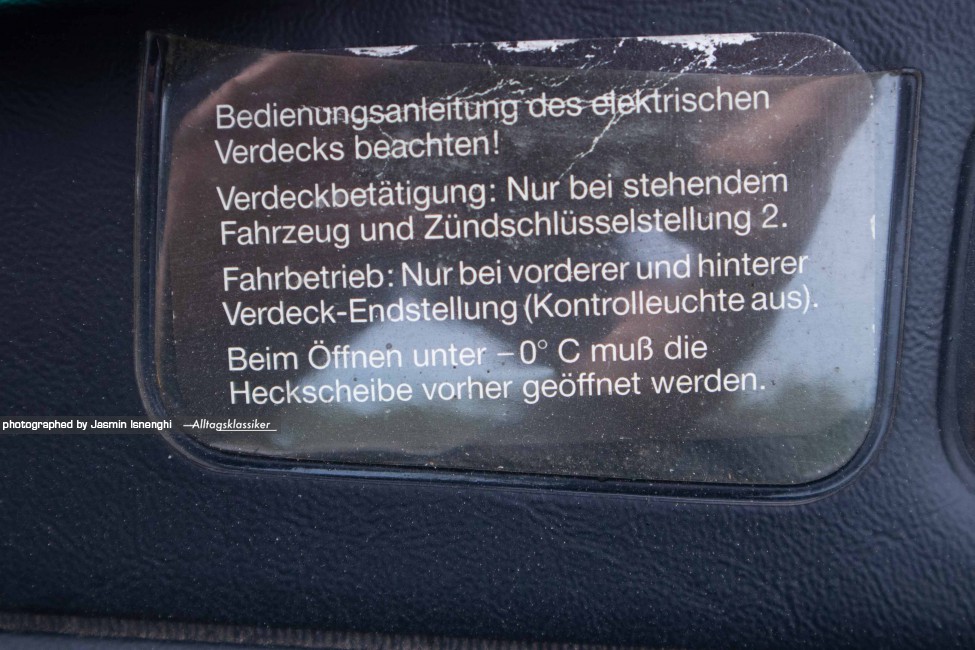 Bedienungsanleitung des elektrischen
Verdecks beachten!
Verdeckbetätigung: Nur bei stehendem
Fahrzeug und Zündschlüsselstellung 2.
Fahrbetrieb: Nur bei vorderer und hinterer
Verdeck-Endstellung (Kontrolleuchte aus).
Beim Öffnen unter –0° C muß die
Heckscheibe vorher geöffnet werden.
photographed by Jasmin Isnenghi —Alltagsklassiker